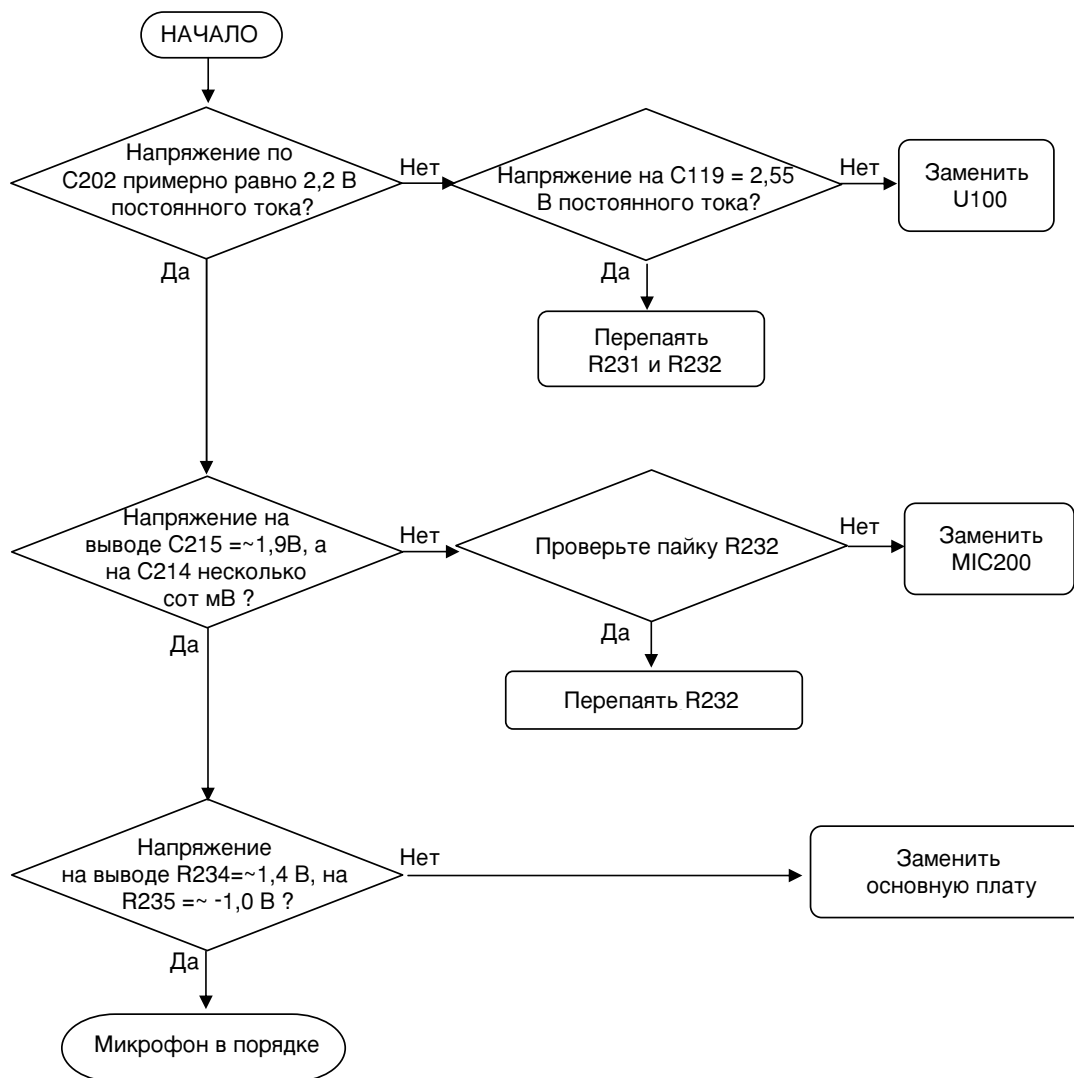 НАЧАЛО
Напряжение по
С202 примерно равно 2,2 В
постоянного тока?
Нет
Напряжение на С119 = 2,55
В постоянного тока?
Нет
Заменить
U100
Да
Да
Перепаять
R231 и R232
Напряжение на
выводе С215 =~1,9В, а
на С214 несколько
сот мВ ?
Нет
Проверьте пайку R232
Нет
Заменить
MIC200
Да
Да
Перепаять R232
Напряжение
на выводе R234=~1,4 В, на
R235 =~ -1,0 В ?
Нет
Заменить
основную плату
Да
Микрофон в порядке